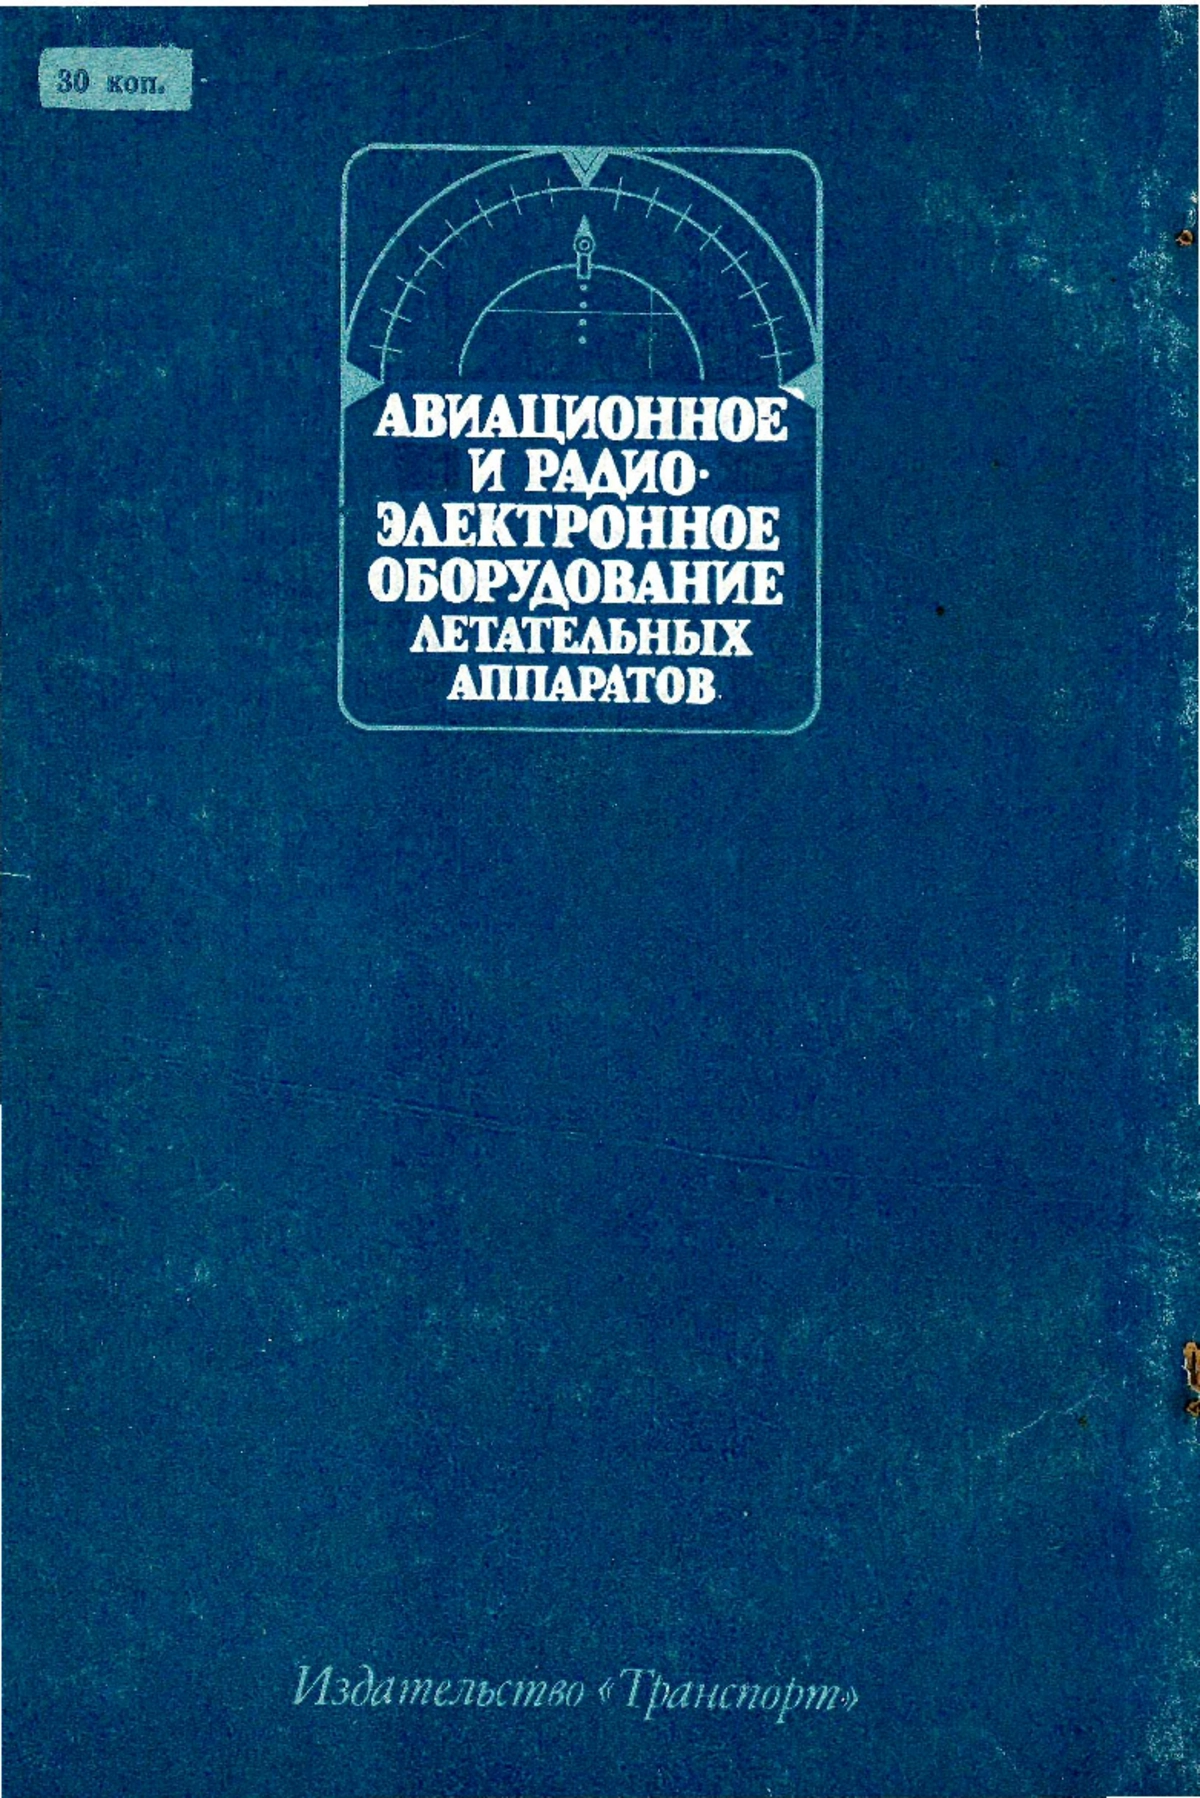 30 коп.
АВИАЦИОННОЕ
И РАДИО-
ЭЛЕКТРОННОЕ
ОБОРУДОВАНИЕ
ЛЕТАТЕЛЬНЫХ
АППАРАТОВ
Издательство «Транспорт»